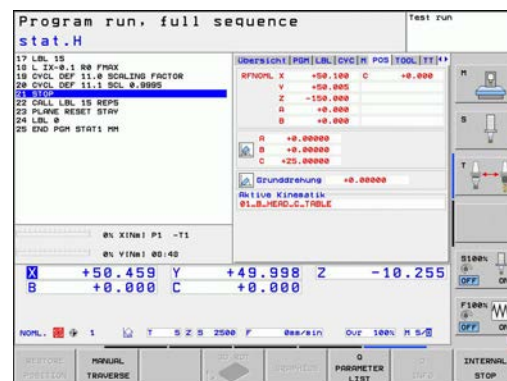 Program run, full sequence
Test run
stat.H
17 LBL 15
18 L IX-0.1 R0 FMAX
19 CYCL DEF 11.0 SCALING FACTOR
20 CYCL DEF 11.1 SCL 0.9995
21 STOP
22 CALL LBL 15 REP5
23 PLANE RESET STAY
24 LBL 0
25 END PGM STAT1 MM
Übersicht PGM LBL CYC M POS TOOL TT
RFNOML X +50.100 C +0.000
Y +50.005
Z -150.000
A +0.000
B +0.000
A +0.00000
B +0.00000
C +25.00000
Grunddrehung +0.00000
Aktive Kinematik
01_B_HEAD_C_TABLE
0% X[Nm] P1 -T1
0% Y[Nm] 00:40
X +50.459 Y +49.998 Z -10.255
B +0.000 C +0.000
NOML. 1 T 5 Z S 2500 F 0mm/min Ovr 100% M 5/9
M
S
T
S100%
OFF ON
F100%
OFF ON
RESTORE POSITION
MANUAL TRAVERSE
Q PARAMETER LIST
INTERNAL STOP